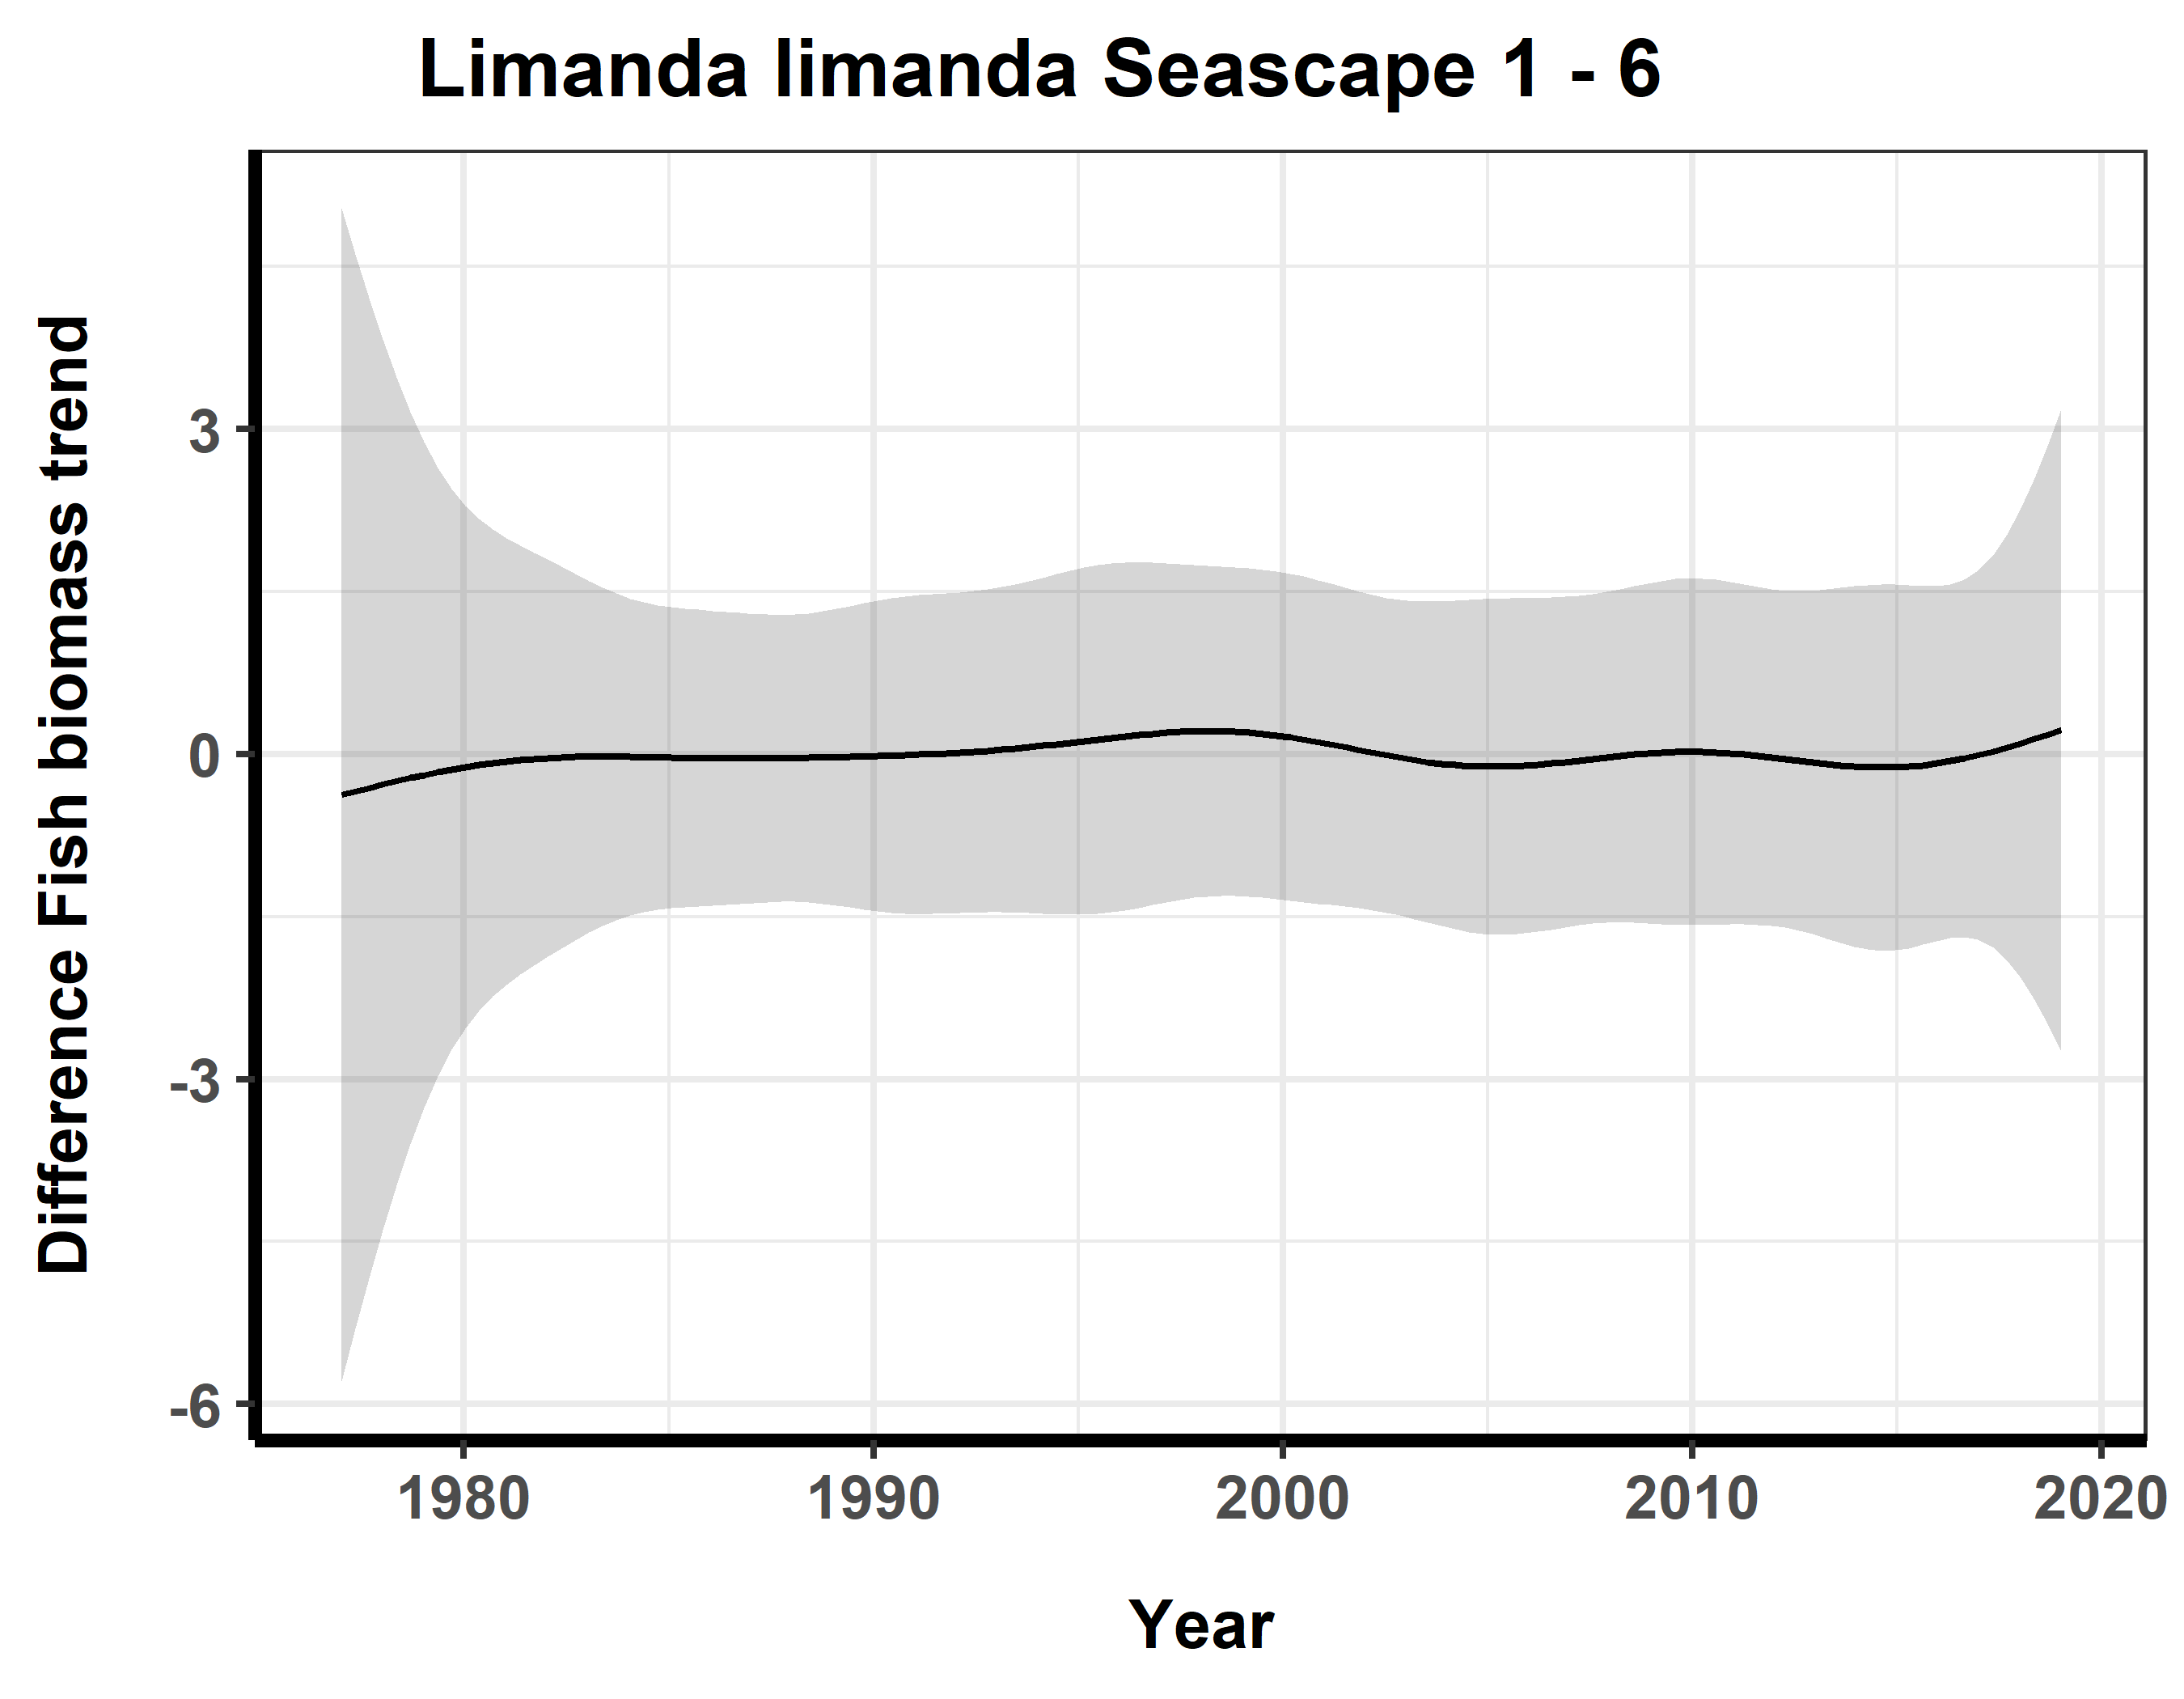 Limanda limanda Seascape 1 - 6
Difference Fish biomass trend
3
0
-3
-6
1980 1990 2000 2010 2020
Year